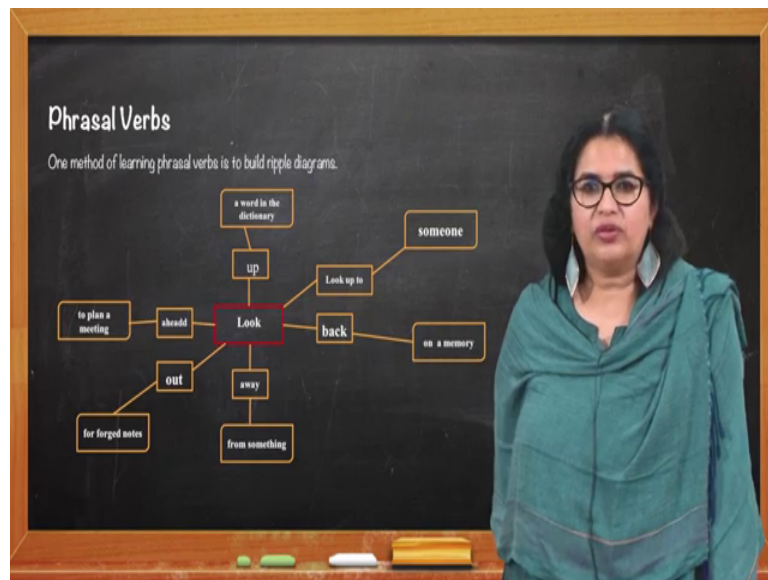 Phrasal Verbs
One method of learning phrasal verbs is to build ripple diagrams.
a word in the
dictionary
someone
up
Look up to
to plan a
meeting
aheadd
Look
back
on a memory
out
away
for forged notes
from something